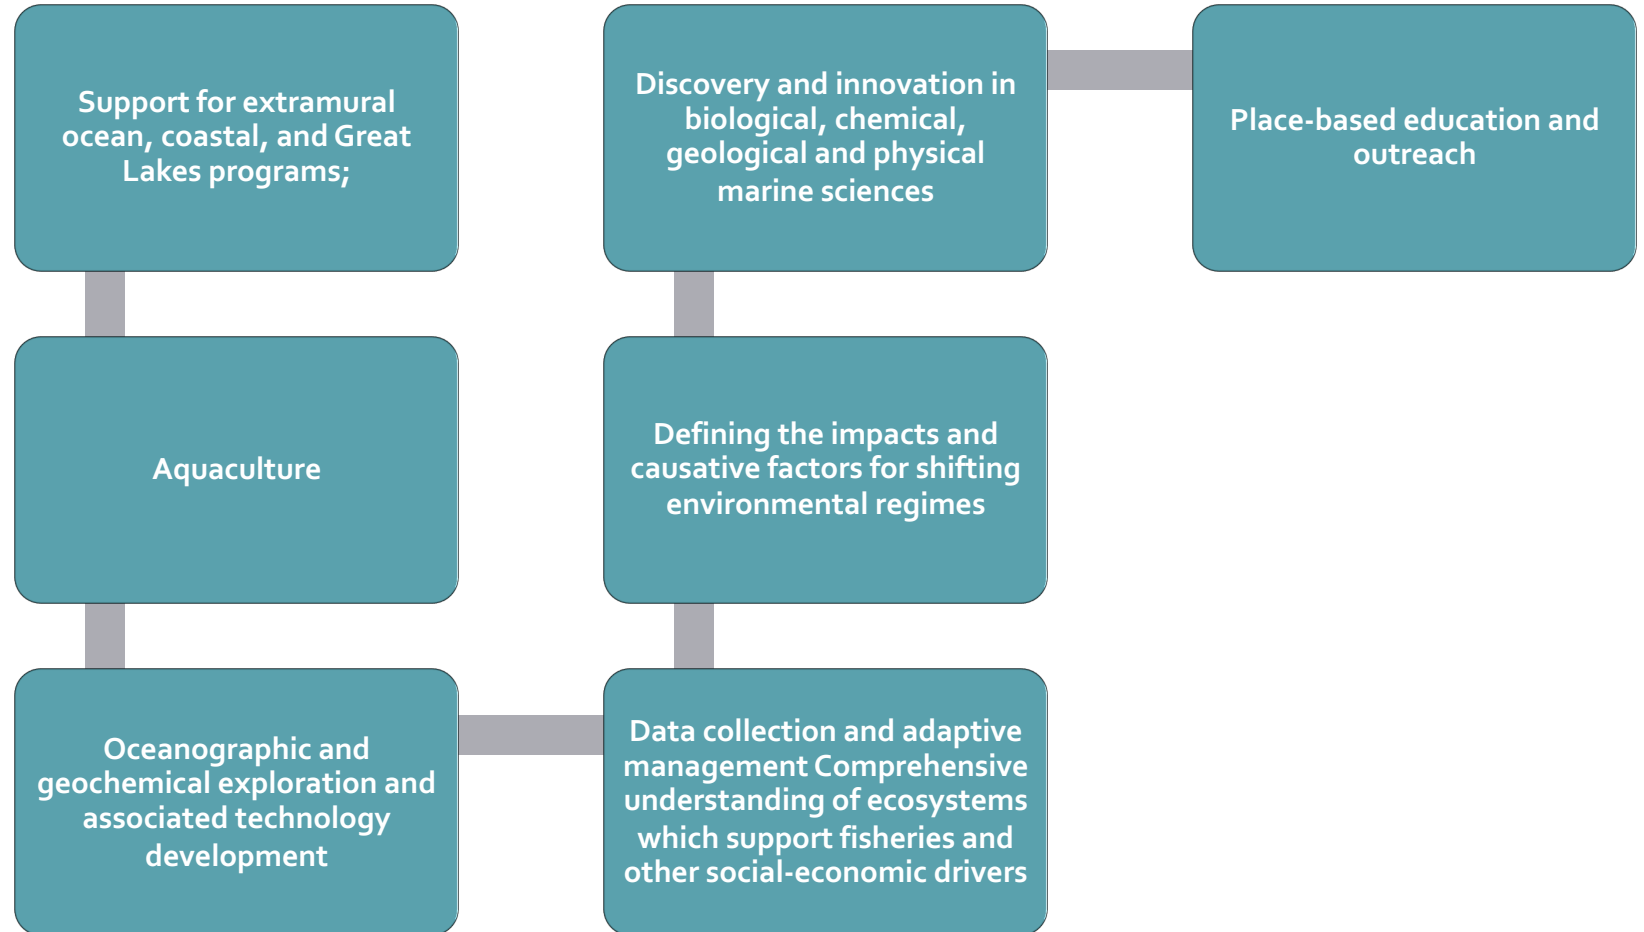 Support for extramural
ocean, coastal, and Great
Lakes programs;
Aquaculture
Oceanographic and
geochemical exploration and
associated technology
development
Data collection and adaptive
management Comprehensive
understanding of ecosystems
which support fisheries and
other social-economic drivers
Defining the impacts and
causative factors for shifting
environmental regimes
Discovery and innovation in
biological, chemical,
geological and physical
marine sciences
Place-based education and
outreach